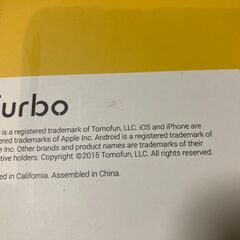 urbo
is a registered trademark of Tomofun, LLC. iOS and iPhone are
ered trademarks of Apple Inc. Android is a registered trademark of
le Inc. Other brands and product names are trademarks of their
ctive holders. Copyright ©2015 Tomofun, LLC. All rights reserved.
ed in California. Assembled in China.